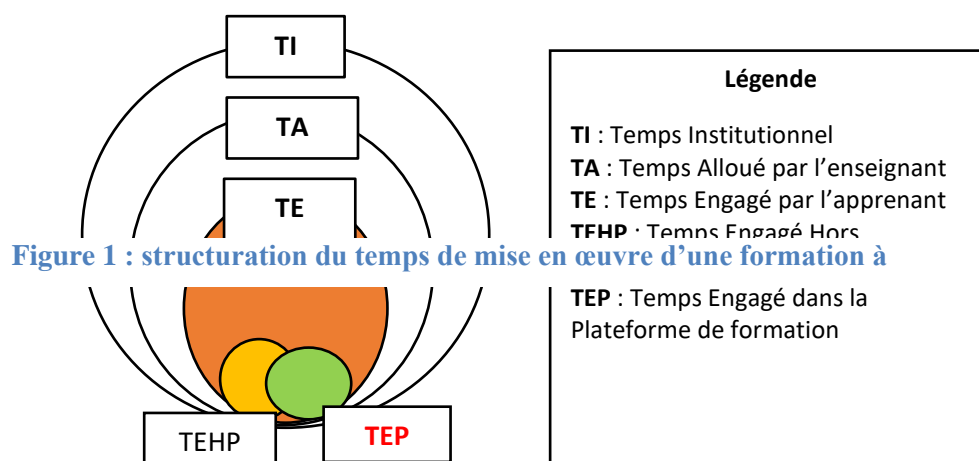 TI
TA
TE
TEHP
TEP
Légende
TI : Temps Institutionnel
TA : Temps Alloué par l’enseignant
TE : Temps Engagé par l’apprenant
TEHP : Temps Engagé Hors
Figure 1 : structuration du temps de mise en œuvre d’une formation à
TEP : Temps Engagé dans la
Plateforme de formation